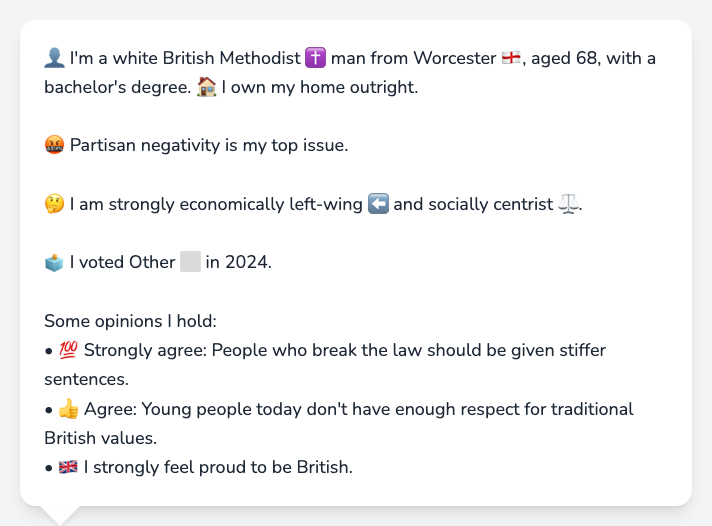 👤 I'm a white British Methodist ✝️ man from Worcester 🏴󠁧󠁢󠁥󠁮󠁧󠁿, aged 68, with a
bachelor's degree. 🏠 I own my home outright.
🤬 Partisan negativity is my top issue.
🤔 I am strongly economically left-wing ⬅️ and socially centrist ⚖️.
🗳️ I voted Other ⬜ in 2024.
Some opinions I hold:
• 💯 Strongly agree: People who break the law should be given stiffer
sentences.
• 👍 Agree: Young people today don't have enough respect for traditional
British values.
• 🇬🇧 I strongly feel proud to be British.